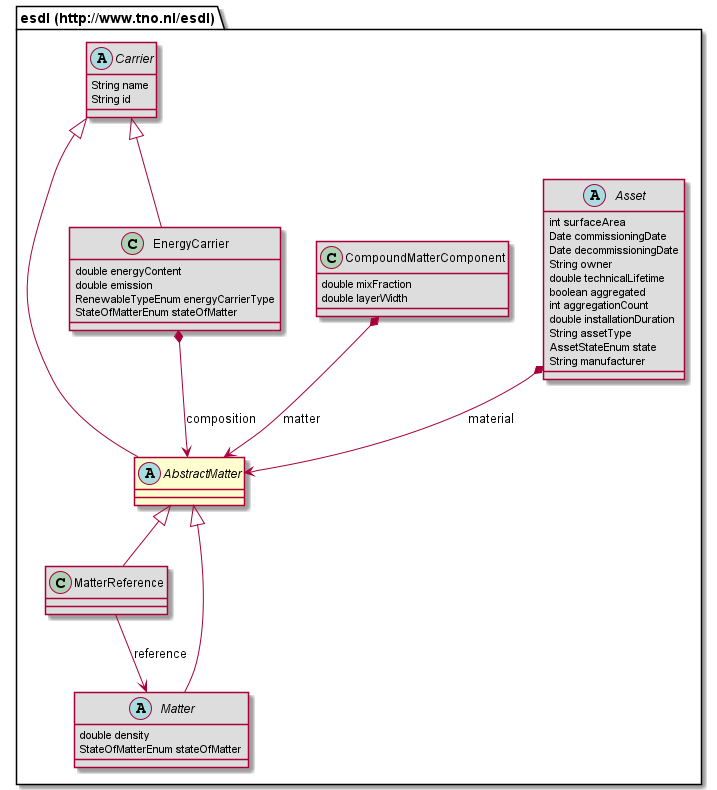 esdl (http://www.tno.nl/esdl)
A Carrier
String name
String id
A Asset
int surfaceArea
Date commissioningDate
Date decommissioningDate
String owner
double technicalLifetime
boolean aggregated
int aggregationCount
double installationDuration
String assetType
AssetStateEnum state
String manufacturer
C EnergyCarrier
double energyContent
double emission
RenewableTypeEnum energyCarrierType
StateOfMatterEnum stateOfMatter
C CompoundMatterComponent
double mixFraction
double layerWidth
composition
matter
material
A AbstractMatter
C MatterReference
reference
A Matter
double density
StateOfMatterEnum stateOfMatter